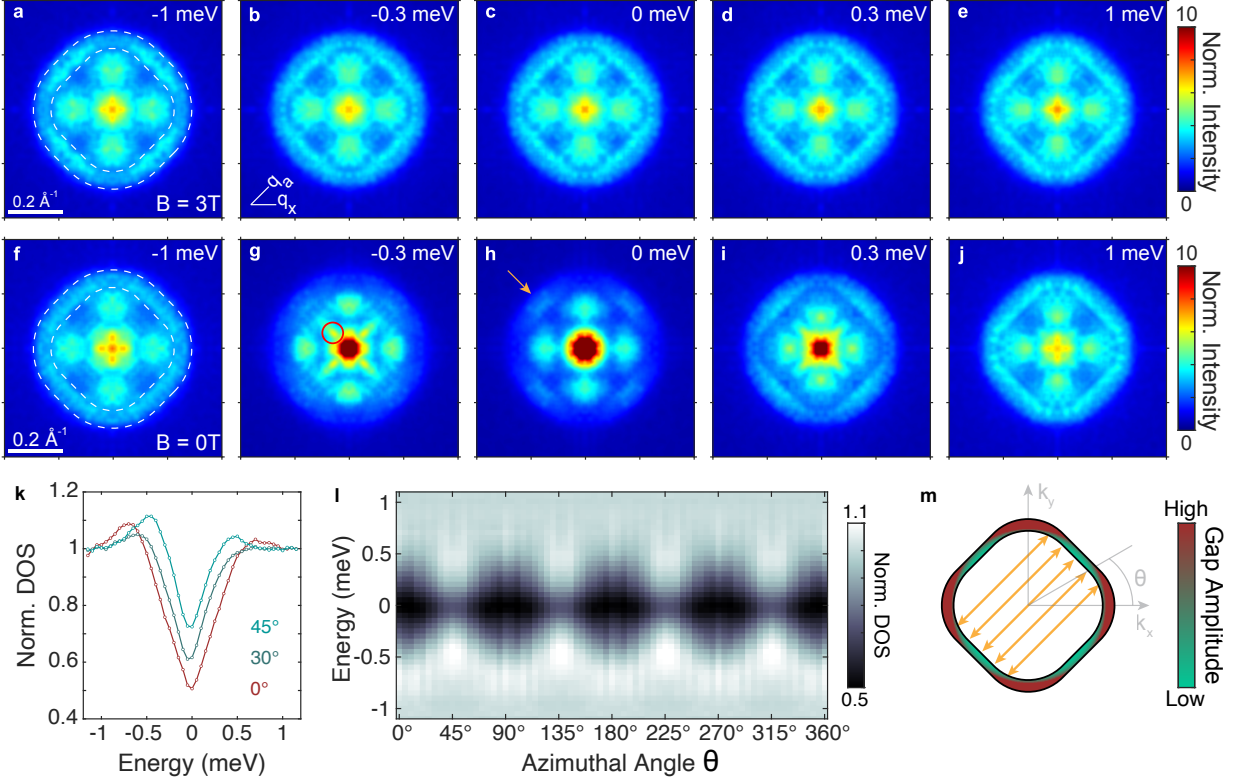 a -1 meV
b -0.3 meV
c 0 meV
d 0.3 meV
e 1 meV
10
Norm. Intensity
0
0.2 Å⁻¹
B = 3T
qₐ
qₓ
f -1 meV
g -0.3 meV
h 0 meV
i 0.3 meV
j 1 meV
10
Norm. Intensity
0
0.2 Å⁻¹
B = 0T
k
1.2
1
0.8
0.6
0.4
Norm. DOS
45°
30°
0°
-1 -0.5 0 0.5 1
Energy (meV)
l
1
0.5
0
-0.5
-1
Energy (meV)
0° 45° 90° 135° 180° 225° 270° 315° 360°
Azimuthal Angle θ
1.1
Norm. DOS
0.5
m
k_y
θ
kₓ
High
Gap Amplitude
Low